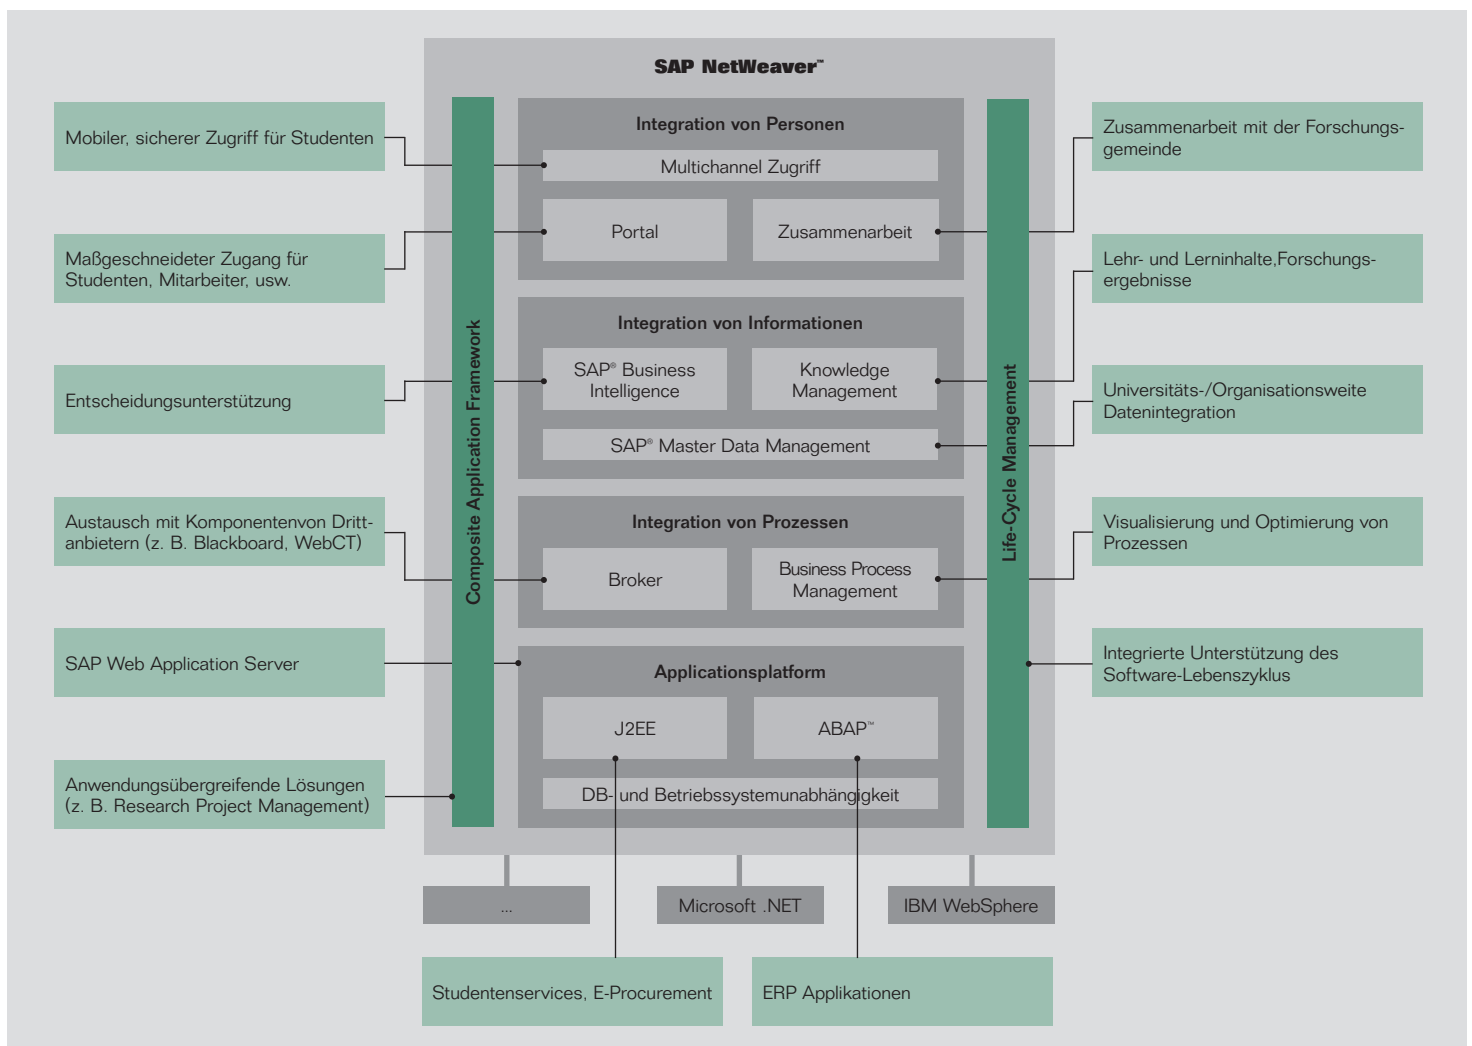 SAP NetWeaver™
Mobiler, sicherer Zugriff für Studenten
Maßgeschneideter Zugang für
Studenten, Mitarbeiter, usw.
Entscheidungsunterstützung
Austausch mit Komponentenvon Dritt-
anbietern (z. B. Blackboard, WebCT)
SAP Web Application Server
Anwendungsübergreifende Lösungen
(z. B. Research Project Management)
Composite Application Framework
Integration von Personen
Multichannel Zugriff
Portal
Zusammenarbeit
Integration von Informationen
SAP® Business
Intelligence
Knowledge
Management
SAP® Master Data Management
Integration von Prozessen
Broker
Business Process
Management
Applicationsplatform
J2EE
ABAP™
DB- und Betriebssystemunabhängigkeit
Life-Cycle Management
Zusammenarbeit mit der Forschungs-
gemeinde
Lehr- und Lerninhalte,Forschungs-
ergebnisse
Universitäts-/Organisationsweite
Datenintegration
Visualisierung und Optimierung von
Prozessen
Integrierte Unterstützung des
Software-Lebenszyklus
...
Microsoft .NET
IBM WebSphere
Studentenservices, E-Procurement
ERP Applikationen